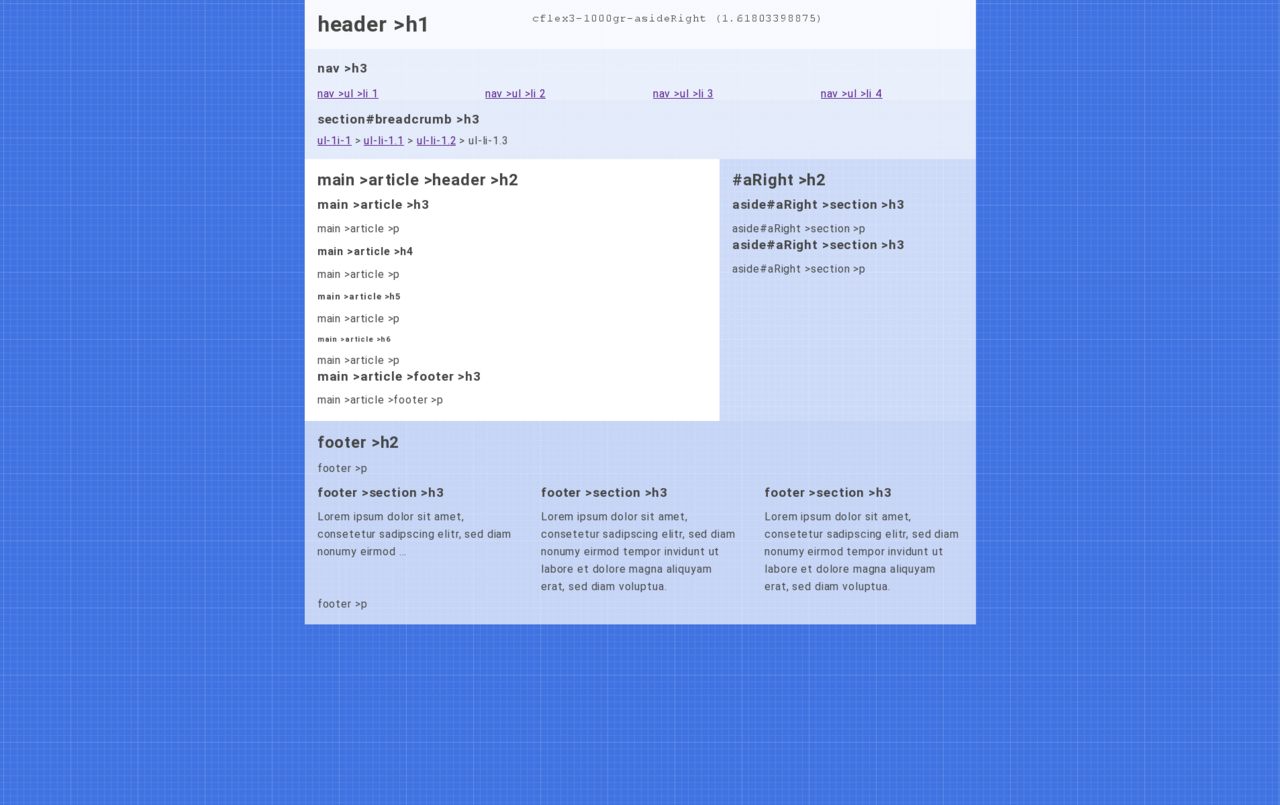 header >h1
cflex3-1000gr-asideRight (1.61803398875)
nav >h3
nav >ul >li 1
nav >ul >li 2
nav >ul >li 3
nav >ul >li 4
section#breadcrumb >h3
ul-1i-1 > ul-li-1.1 > ul-li-1.2 > ul-li-1.3
main >article >header >h2
main >article >h3
main >article >p
main >article >h4
main >article >p
main >article >h5
main >article >p
main >article >h6
main >article >p
main >article >footer >h3
main >article >footer >p
#aRight >h2
aside#aRight >section >h3
aside#aRight >section >p
aside#aRight >section >h3
aside#aRight >section >p
footer >h2
footer >p
footer >section >h3
Lorem ipsum dolor sit amet,
consetetur sadipscing elitr, sed diam
nonumy eirmod ...
footer >section >h3
Lorem ipsum dolor sit amet,
consetetur sadipscing elitr, sed diam
nonumy eirmod tempor invidunt ut
labore et dolore magna aliquyam
erat, sed diam voluptua.
footer >section >h3
Lorem ipsum dolor sit amet,
consetetur sadipscing elitr, sed diam
nonumy eirmod tempor invidunt ut
labore et dolore magna aliquyam
erat, sed diam voluptua.
footer >p